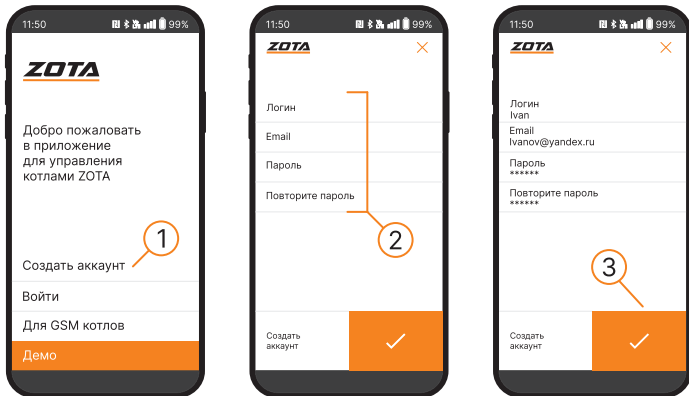 11:50 99%
ZOTA
Добро пожаловать
в приложение
для управления
котлами ZOTA
1
Создать аккаунт
Войти
Для GSM котлов
Демо
11:50 99%
ZOTA
Логин
Email
Пароль
Повторите пароль
2
Создать
аккаунт
11:50 99%
ZOTA
Логин
Ivan
Email
Ivanov@yandex.ru
Пароль
******
Повторите пароль
******
3
Создать
аккаунт